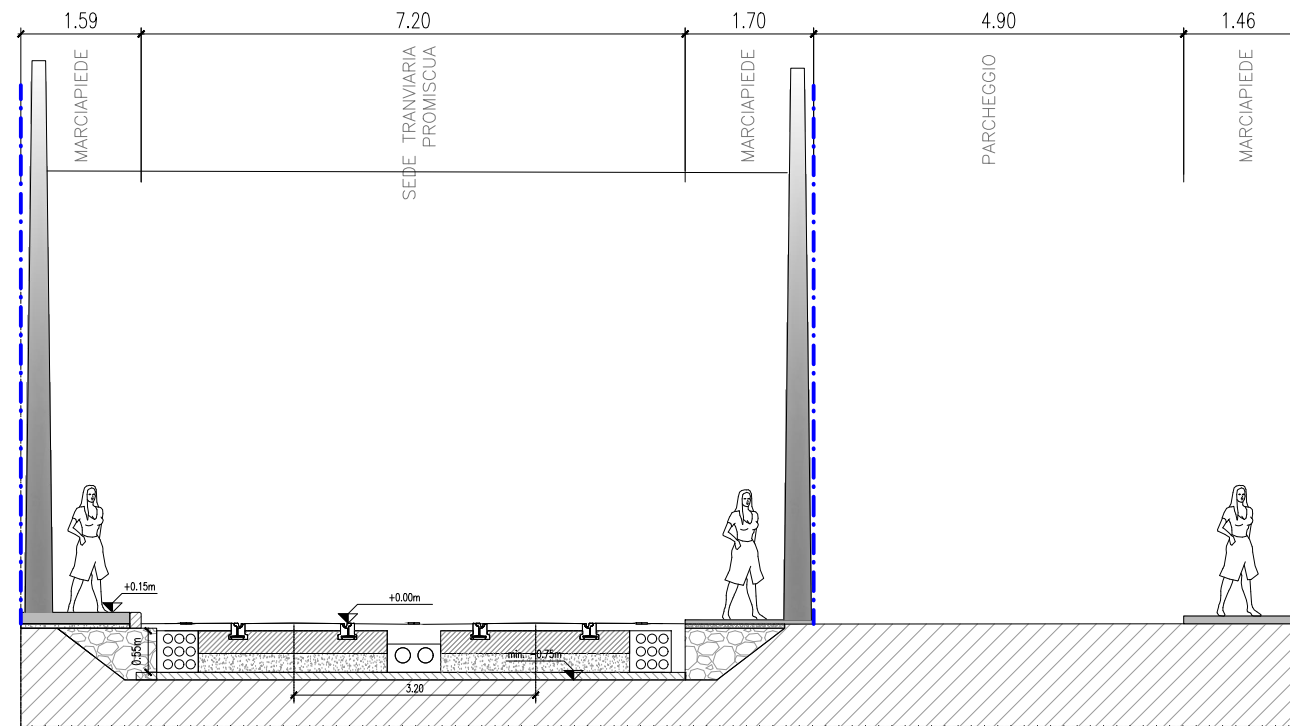 1.59
7.20
1.70
4.90
1.46
MARCIAPIEDE
SEDE TRANVIARIA
PROMISCUA
MARCIAPIEDE
PARCHEGGIO
MARCIAPIEDE
+0.15m
+0.00m
0.55m
min. -0.75m
3.20